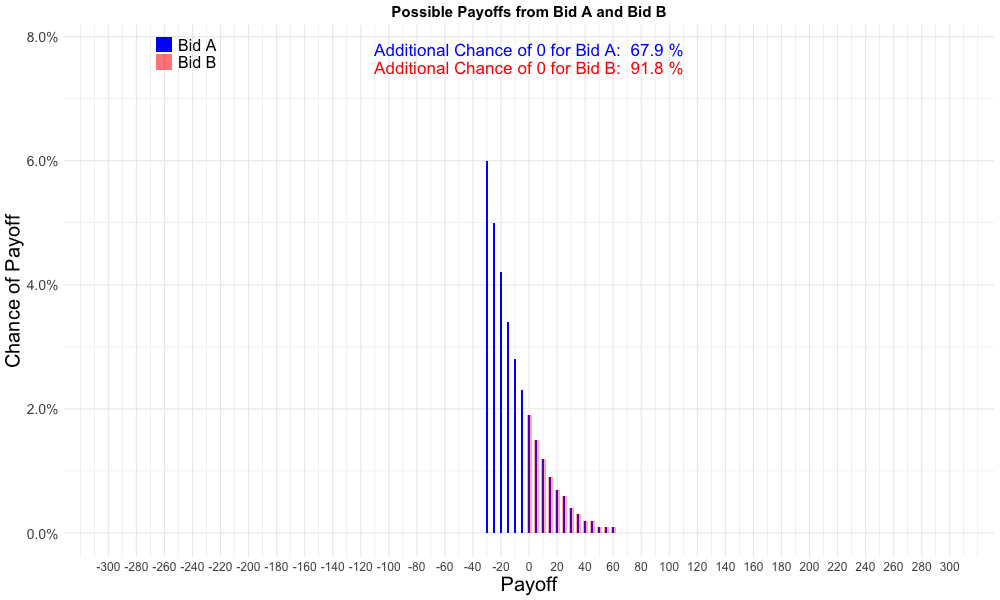 Possible Payoffs from Bid A and Bid B
8.0%
Bid A
Bid B
Additional Chance of 0 for Bid A: 67.9 %
Additional Chance of 0 for Bid B: 91.8 %
6.0%
4.0%
2.0%
0.0%
Chance of Payoff
-300 -280 -260 -240 -220 -200 -180 -160 -140 -120 -100 -80 -60 -40 -20 0 20 40 60 80 100 120 140 160 180 200 220 240 260 280 300
Payoff